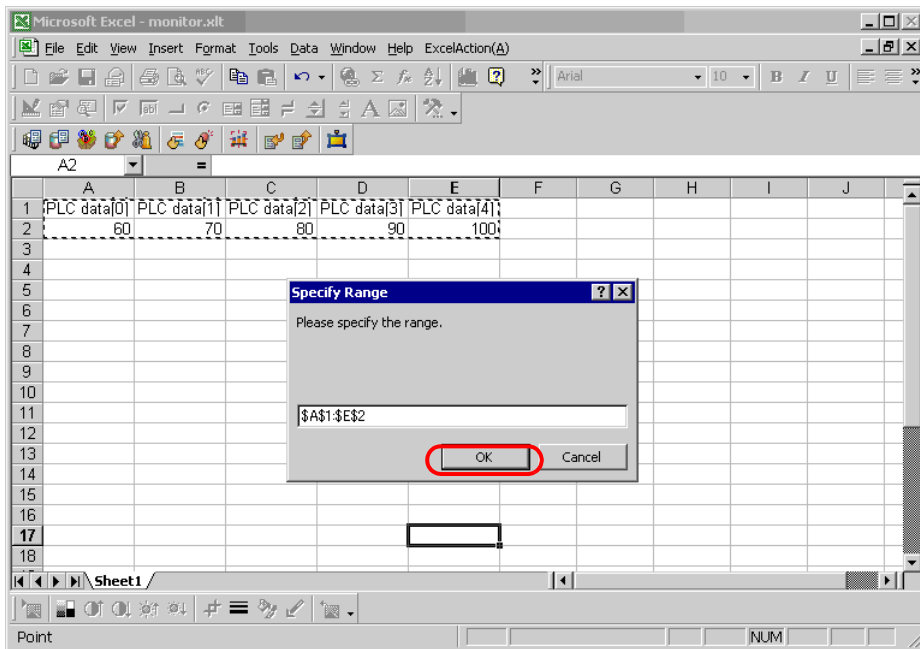 Microsoft Excel - monitor.xlt
File Edit View Insert Format Tools Data Window Help ExcelAction(A)
ABC Σ fx Arial 10 B I U
ab| A
A2 =
A B C D E F G H I J
1 PLC data[0] PLC data[1] PLC data[2] PLC data[3] PLC data[4]
2 60 70 80 90 100
3
4
5
6
7
8
9
10
11
12
13
14
15
16
17
18
Specify Range
Please specify the range.
$A$1:$E$2
OK Cancel
Sheet1
Point NUM